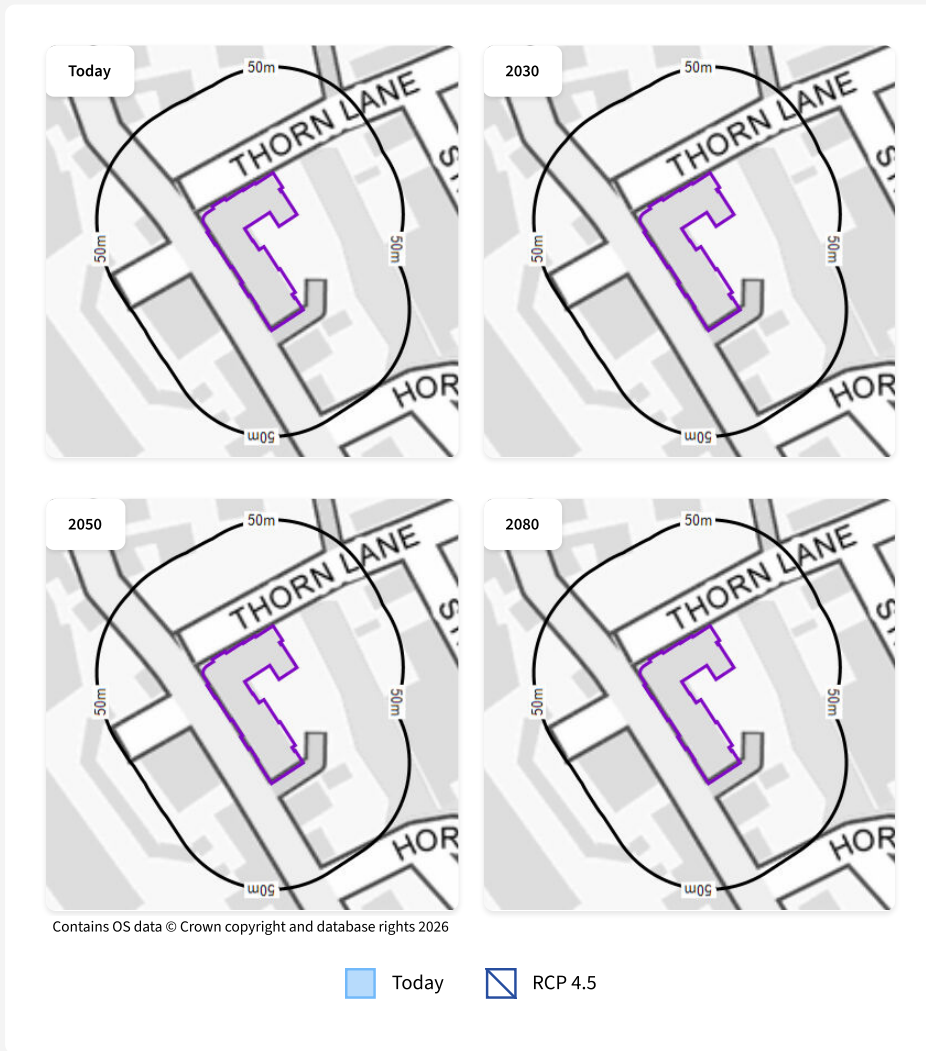 Today
50m
THORN LANE
50m
50m
HOR
50m
2030
50m
THORN LANE
50m
50m
HOR
50m
2050
50m
THORN LANE
50m
50m
HOR
50m
2080
50m
THORN LANE
50m
50m
HOR
50m
Contains OS data © Crown copyright and database rights 2026
Today
RCP 4.5